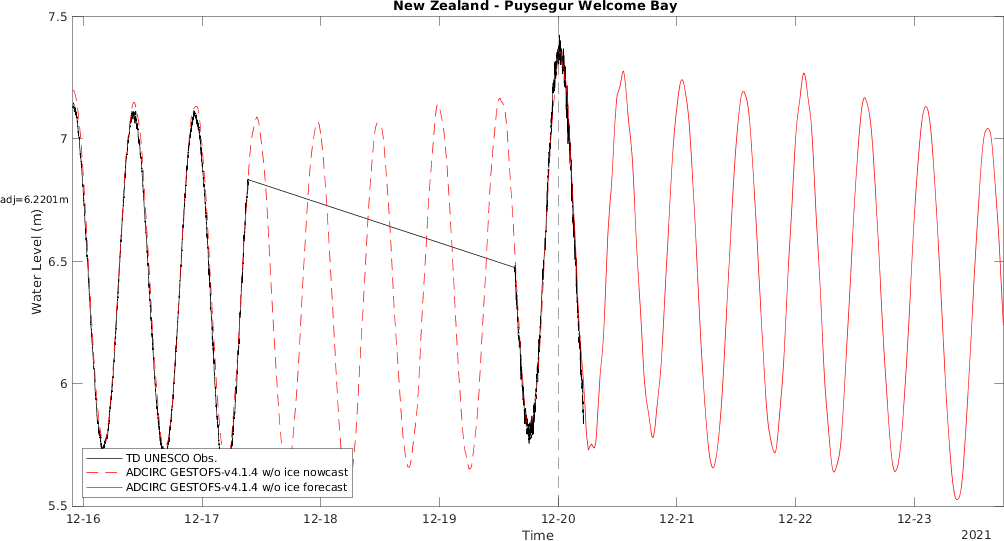 New Zealand - Puysegur Welcome Bay
7.5
7
adj=6.2201m
6.5
6
5.5
Water Level (m)
TD UNESCO Obs.
ADCIRC GESTOFS-v4.1.4 w/o ice nowcast
ADCIRC GESTOFS-v4.1.4 w/o ice forecast
12-16 12-17 12-18 12-19 12-20 12-21 12-22 12-23
Time
2021